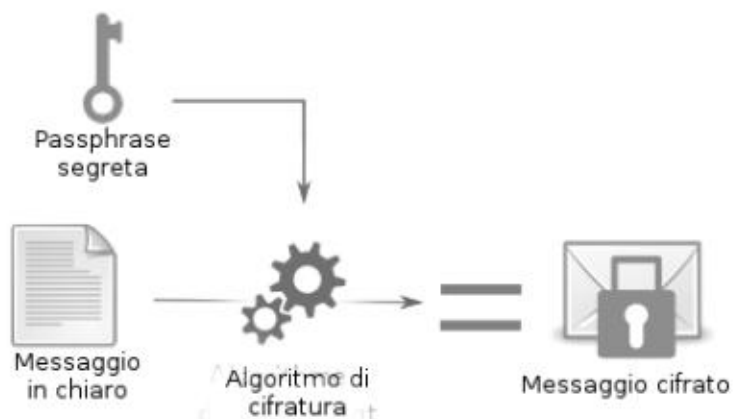 Passphrase
segreta
Messaggio
in chiaro
Algoritmo di
cifratura
Messaggio cifrato